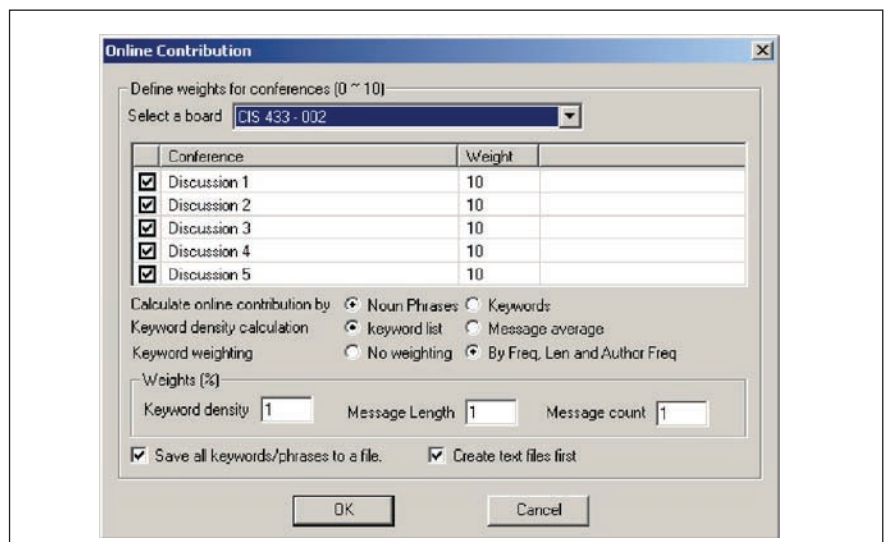 Online Contribution
Define weights for conferences (0 ~ 10)
Select a board CIS 433 - 002
Conference Weight
Discussion 1 10
Discussion 2 10
Discussion 3 10
Discussion 4 10
Discussion 5 10
Calculate online contribution by Noun Phrases Keywords
Keyword density calculation keyword list Message average
Keyword weighting No weighting By Freq, Len and Author Freq
Weights (%)
Keyword density 1 Message Length 1 Message count 1
Save all keywords/phrases to a file. Create text files first
OK Cancel